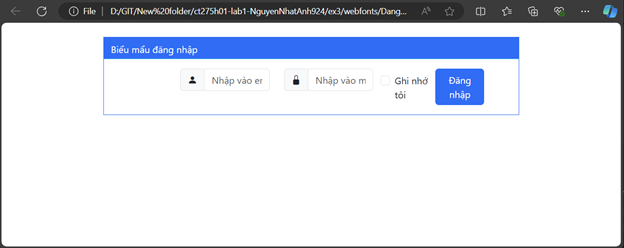 File
D:/GIT/New%20folder/ct275h01-lab1-NguyenNhatAnh924/ex3/webfonts/Dang...
Biểu mẫu đăng nhập
Nhập vào er
Nhập vào m
Ghi nhớ
tôi
Đăng
nhập